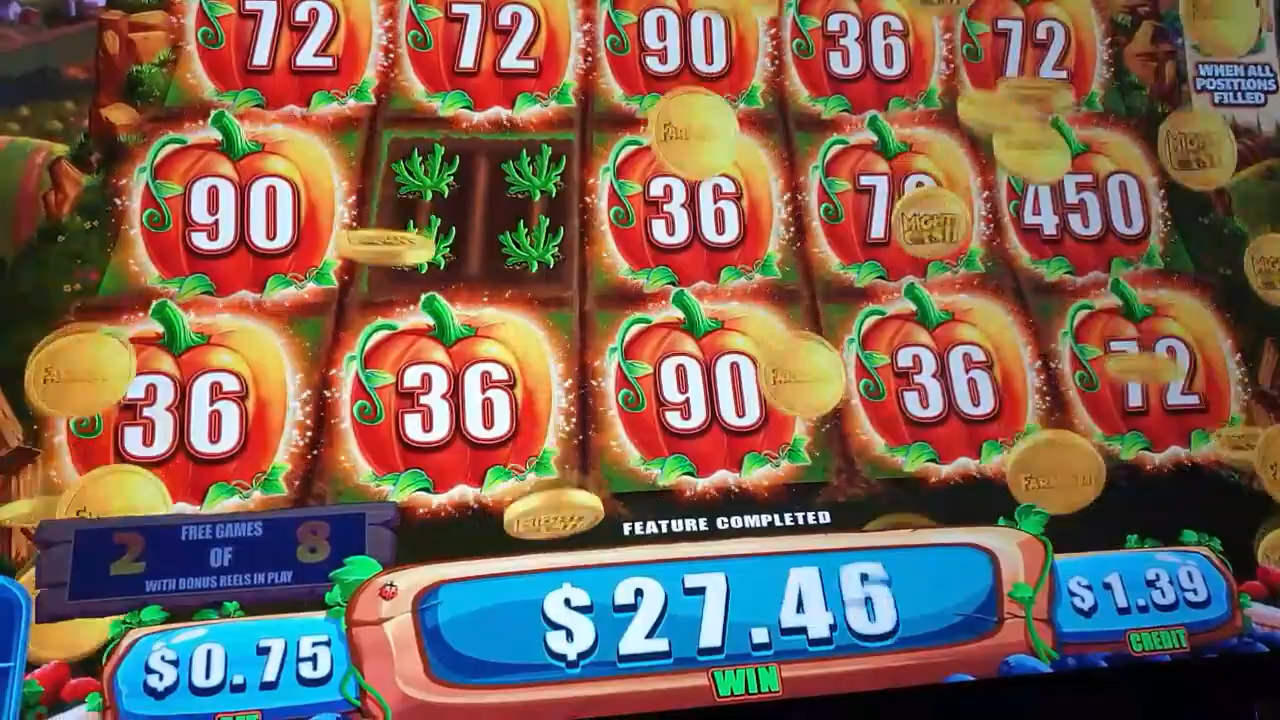 72 72 90 36 72
WHEN ALL
POSITIONS
FILLED
90 36 450
36 36 90 36 72
FREE GAMES
2 OF 8
WITH BONUS REELS IN PLAY
FEATURE COMPLETED
$0.75
$27.46
WIN
$1.39
CREDIT